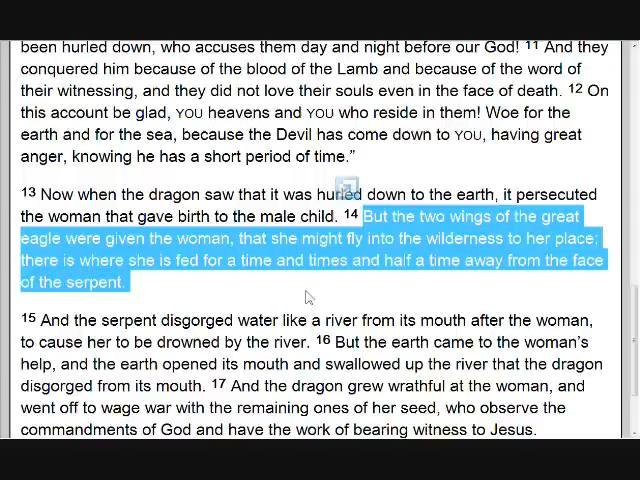 been hurled down, who accuses them day and night before our God! 11 And they
conquered him because of the blood of the Lamb and because of the word of
their witnessing, and they did not love their souls even in the face of death. 12 On
this account be glad, YOU heavens and YOU who reside in them! Woe for the
earth and for the sea, because the Devil has come down to YOU, having great
anger, knowing he has a short period of time.”
13 Now when the dragon saw that it was hurled down to the earth, it persecuted
the woman that gave birth to the male child. 14 But the two wings of the great
eagle were given the woman, that she might fly into the wilderness to her place;
there is where she is fed for a time and times and half a time away from the face
of the serpent.
15 And the serpent disgorged water like a river from its mouth after the woman,
to cause her to be drowned by the river. 16 But the earth came to the woman’s
help, and the earth opened its mouth and swallowed up the river that the dragon
disgorged from its mouth. 17 And the dragon grew wrathful at the woman, and
went off to wage war with the remaining ones of her seed, who observe the
commandments of God and have the work of bearing witness to Jesus.